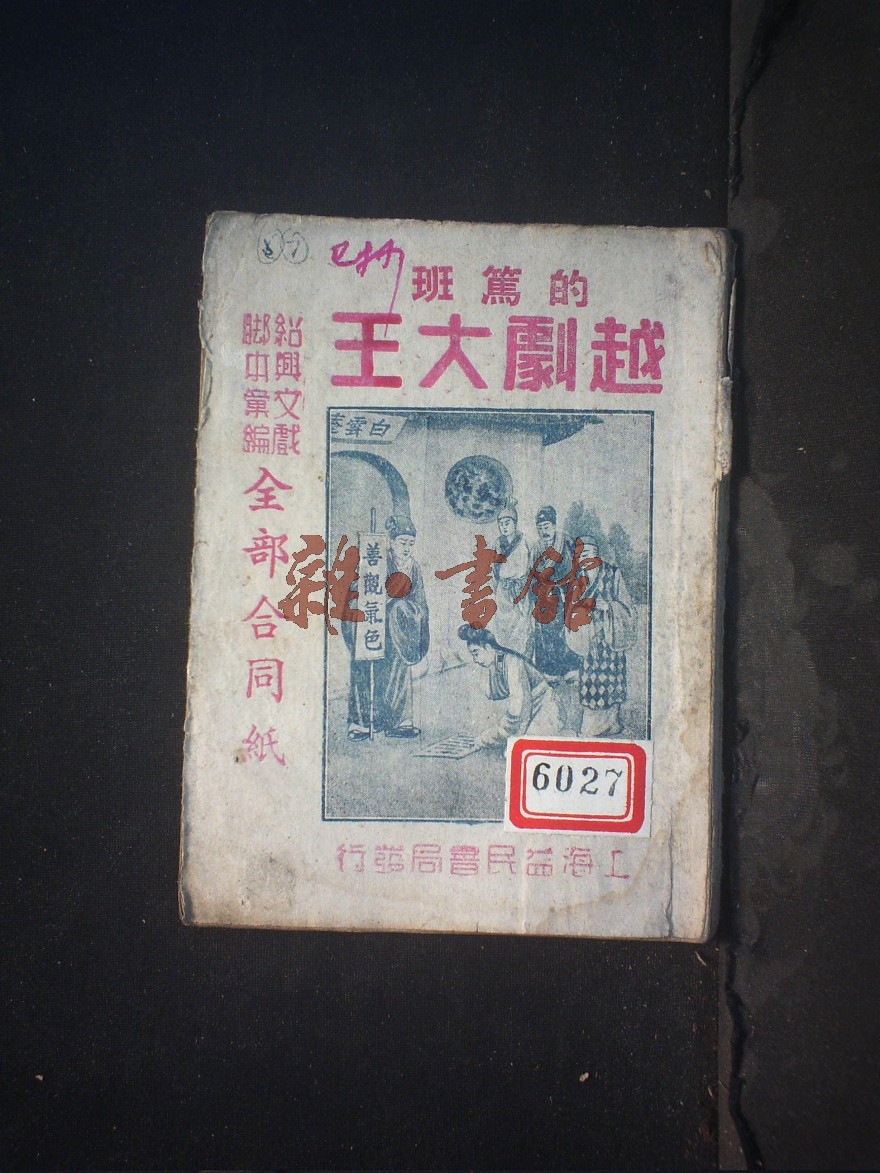 的篤班
越劇大王
紹興文戲
脚本彙編
全部合同紙
白雲菴
善觀氣色
雜·書館
6027
上海益民書局發行
已抄